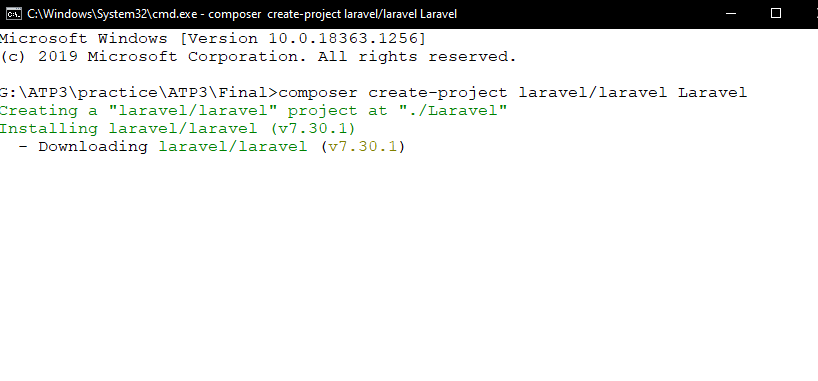 C:\Windows\System32\cmd.exe - composer  create-project laravel/laravel Laravel
Microsoft Windows [Version 10.0.18363.1256]
(c) 2019 Microsoft Corporation. All rights reserved.
G:\ATP3\practice\ATP3\Final>composer create-project laravel/laravel Laravel
Creating a "laravel/laravel" project at "./Laravel"
Installing laravel/laravel (v7.30.1)
  - Downloading laravel/laravel (v7.30.1)